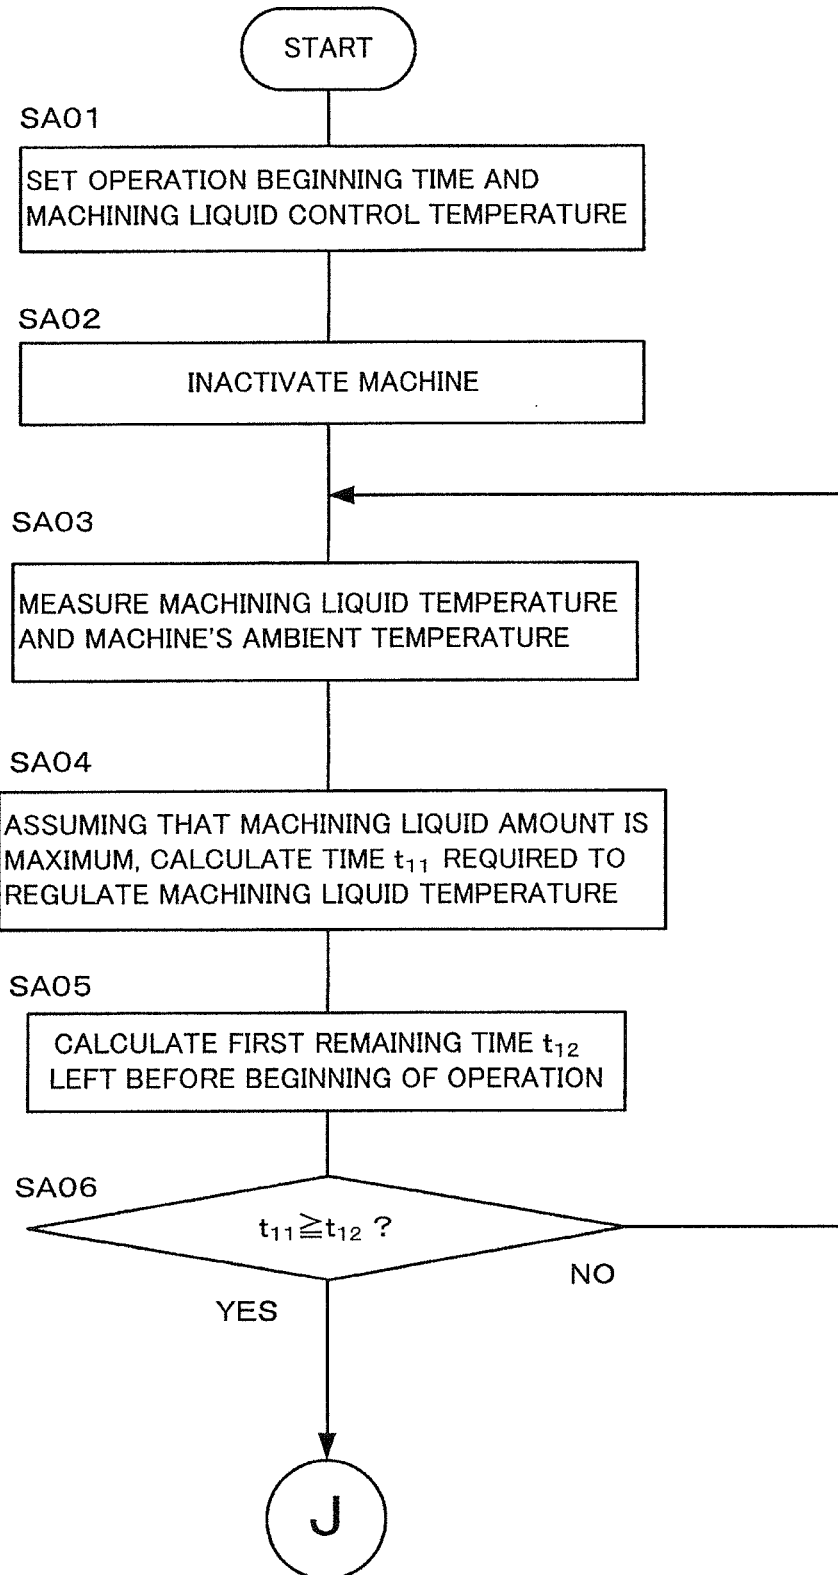 START
SA01
SET OPERATION BEGINNING TIME AND
MACHINING LIQUID CONTROL TEMPERATURE
SA02
INACTIVATE MACHINE
SA03
MEASURE MACHINING LIQUID TEMPERATURE
AND MACHINE'S AMBIENT TEMPERATURE
SA04
ASSUMING THAT MACHINING LIQUID AMOUNT IS
MAXIMUM, CALCULATE TIME t₁₁ REQUIRED TO
REGULATE MACHINING LIQUID TEMPERATURE
SA05
CALCULATE FIRST REMAINING TIME t₁₂
LEFT BEFORE BEGINNING OF OPERATION
SA06
t₁₁≧t₁₂ ?
NO
YES
J